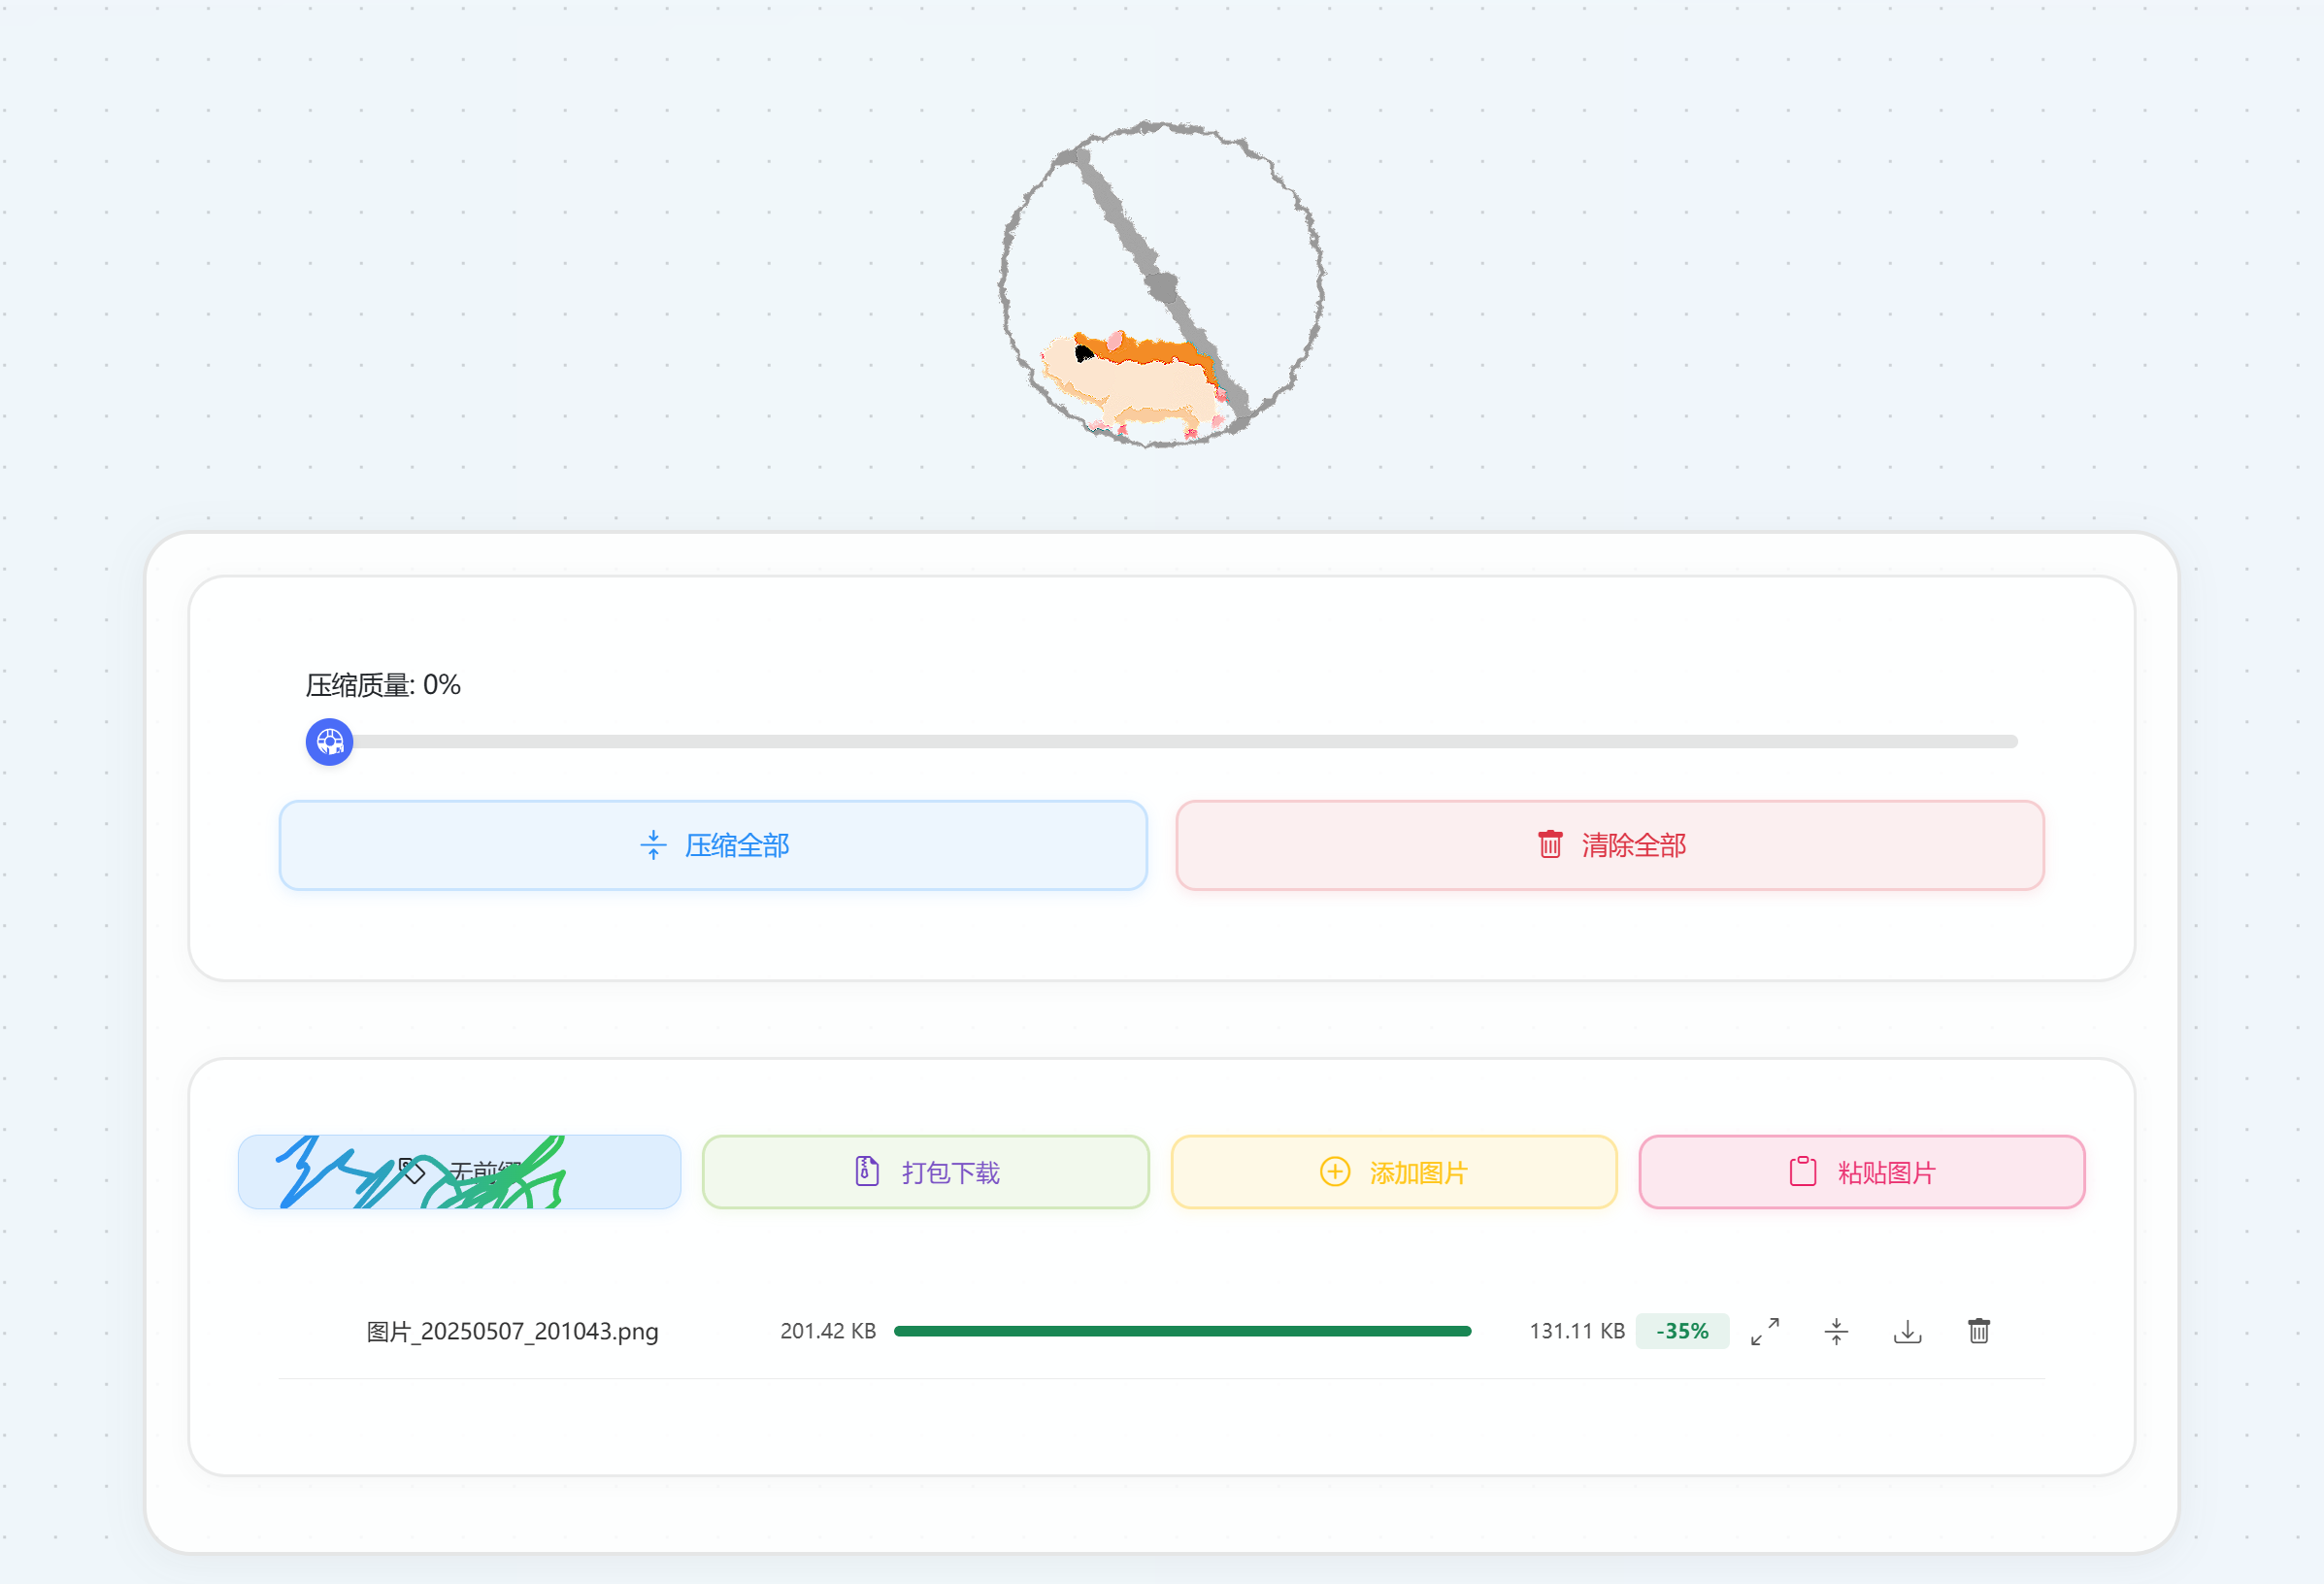 压缩质量: 0%
压缩全部
清除全部
无前缀
打包下载
添加图片
粘贴图片
图片_20250507_201043.png
201.42 KB
131.11 KB
-35%